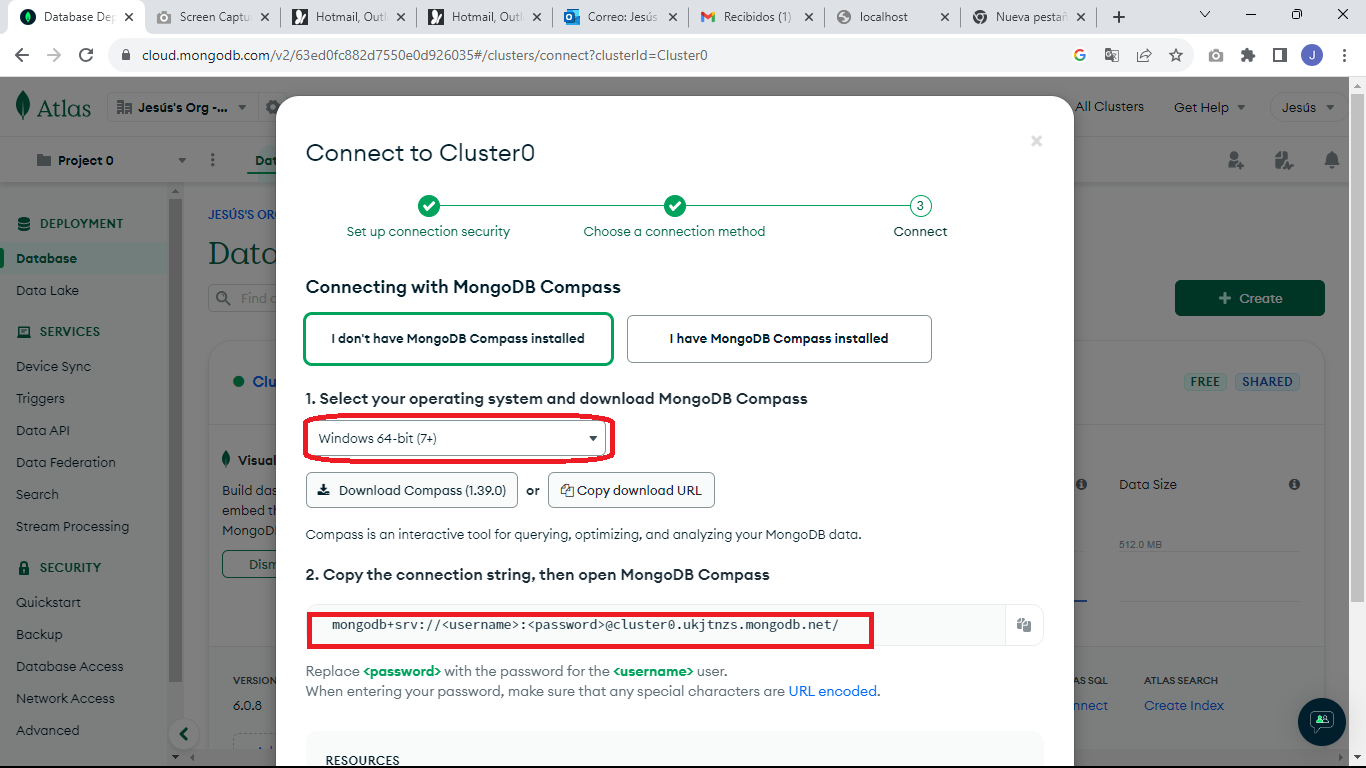 Database Dep
Screen Captu
Hotmail, Outl
Hotmail, Outl
Correo: Jesús
Recibidos (1)
localhost
Nueva pestañ
cloud.mongodb.com/v2/63ed0fc882d7550e0d926035#/clusters/connect?clusterId=Cluster0
J
Atlas
Jesús's Org -...
All Clusters
Get Help
Jesús
Project 0
Dat
Connect to Cluster0
3
Set up connection security
Choose a connection method
Connect
DEPLOYMENT
Database
Data Lake
SERVICES
Device Sync
Triggers
Data API
Data Federation
Search
Stream Processing
SECURITY
Quickstart
Backup
Database Access
Network Access
Advanced
JESÚS'S ORG
Data
Find
+ Create
Clu
FREE
SHARED
Visual
Build das
embed th
MongoDB
Dism
Data Size
512.0 MB
VERSION
6.0.8
AS SQL
nnect
ATLAS SEARCH
Create Index
Connecting with MongoDB Compass
I don't have MongoDB Compass installed
I have MongoDB Compass installed
1. Select your operating system and download MongoDB Compass
Windows 64-bit (7+)
Download Compass (1.39.0) or Copy download URL
Compass is an interactive tool for querying, optimizing, and analyzing your MongoDB data.
2. Copy the connection string, then open MongoDB Compass
mongodb+srv://<username>:<password>@cluster0.ukjtnzs.mongodb.net/
Replace <password> with the password for the <username> user.
When entering your password, make sure that any special characters are URL encoded.
RESOURCES